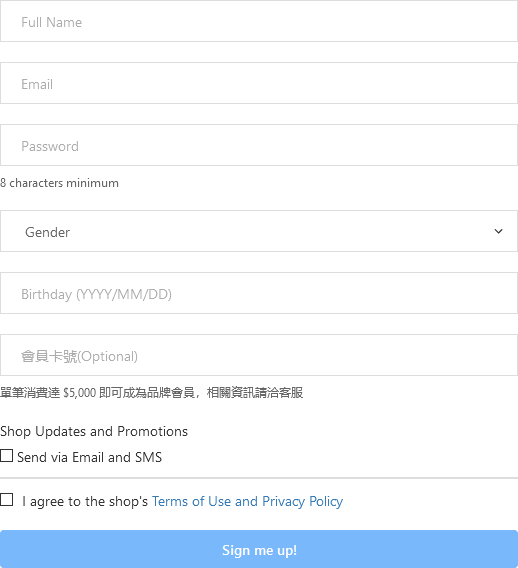 Full Name
Email
Password
8 characters minimum
Gender
Birthday (YYYY/MM/DD)
會員卡號(Optional)
單筆消費達 $5,000 即可成為品牌會員，相關資訊請洽客服
Shop Updates and Promotions
Send via Email and SMS
I agree to the shop's Terms of Use and Privacy Policy
Sign me up!